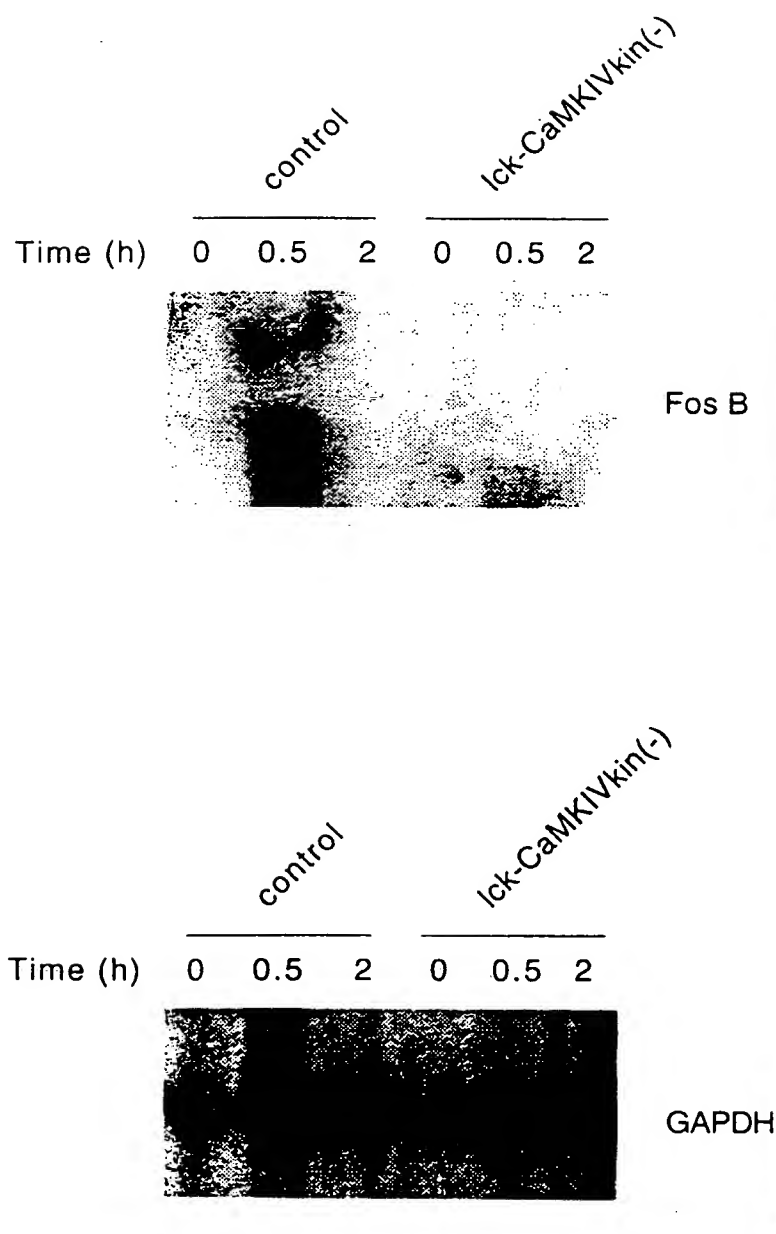 control
lck-CaMKIVkin(-)
Time (h) 0 0.5 2 0 0.5 2
Fos B
control
lck-CaMKIVkin(-)
Time (h) 0 0.5 2 0 0.5 2
GAPDH